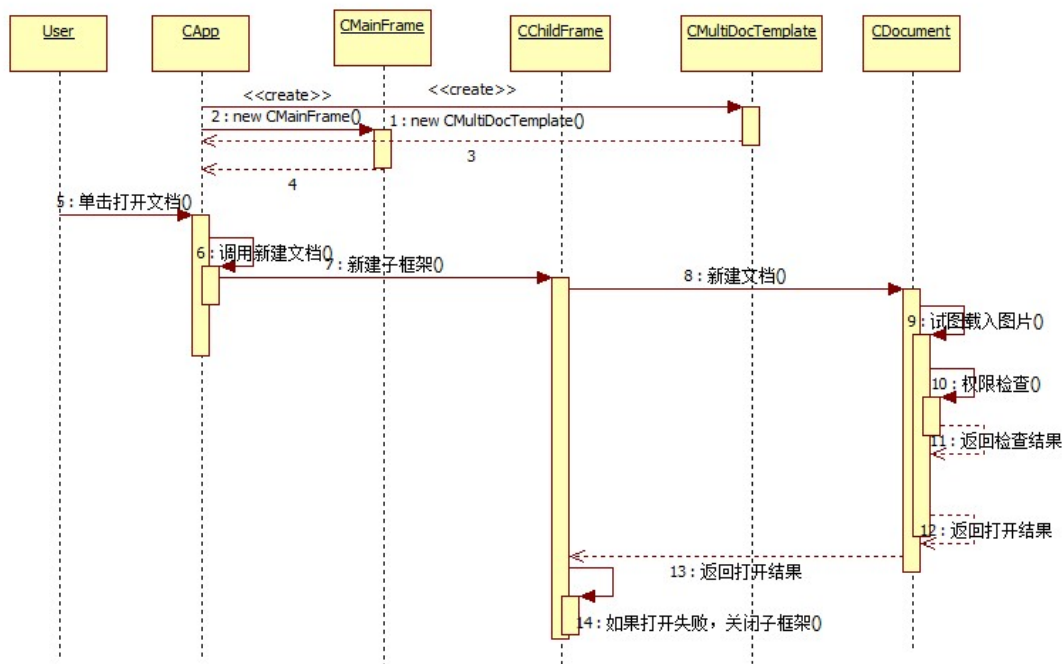 User
CApp
CMainFrame
CChildFrame
CMultiDocTemplate
CDocument
<<create>>
<<create>>
2 : new CMainFrame()
1 : new CMultiDocTemplate()
3
4
5 : 单击打开文档()
6 : 调用新建文档()
7 : 新建子框架()
8 : 新建文档()
9 : 试图载入图片()
10 : 权限检查()
11 : 返回检查结果
12 : 返回打开结果
13 : 返回打开结果
14 : 如果打开失败，关闭子框架()